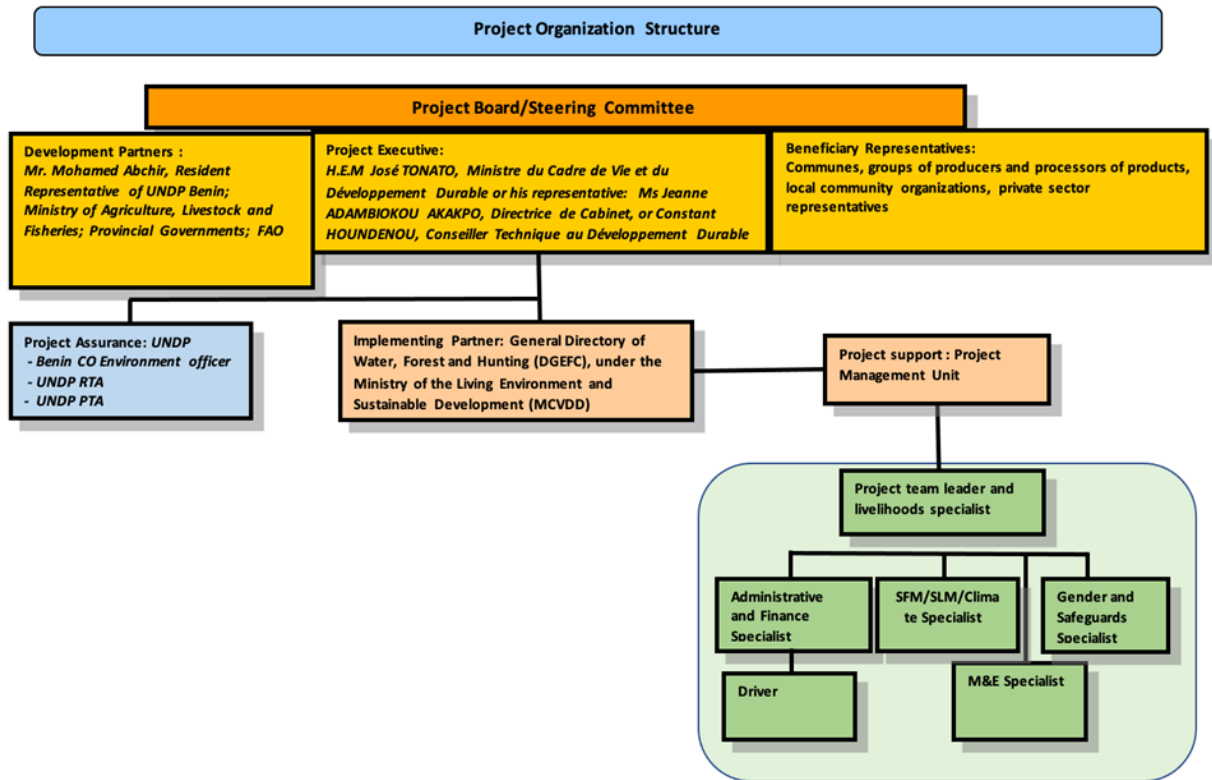 Project Organization Structure
Project Board/Steering Committee
Development Partners :
Mr. Mohamed Abchir, Resident
Representative of UNDP Benin;
Ministry of Agriculture, Livestock and
Fisheries; Provincial Governments; FAO
Project Executive:
H.E.M José TONATO, Ministre du Cadre de Vie et du
Développement Durable or his representative: Ms Jeanne
ADAMBIOKOU AKAKPO, Directrice de Cabinet, or Constant
HOUNDENOU, Conseiller Technique au Développement Durable
Beneficiary Representatives:
Communes, groups of producers and processors of products,
local community organizations, private sector
representatives
Project Assurance: UNDP
- Benin CO Environment officer
- UNDP RTA
- UNDP PTA
Implementing Partner: General Directory of
Water, Forest and Hunting (DGEFC), under the
Ministry of the Living Environment and
Sustainable Development (MCVDD)
Project support : Project
Management Unit
Project team leader and
livelihoods specialist
Administrative
and Finance
Specialist
SFM/SLM/Clima
te Specialist
Gender and
Safeguards
Specialist
Driver
M&E Specialist